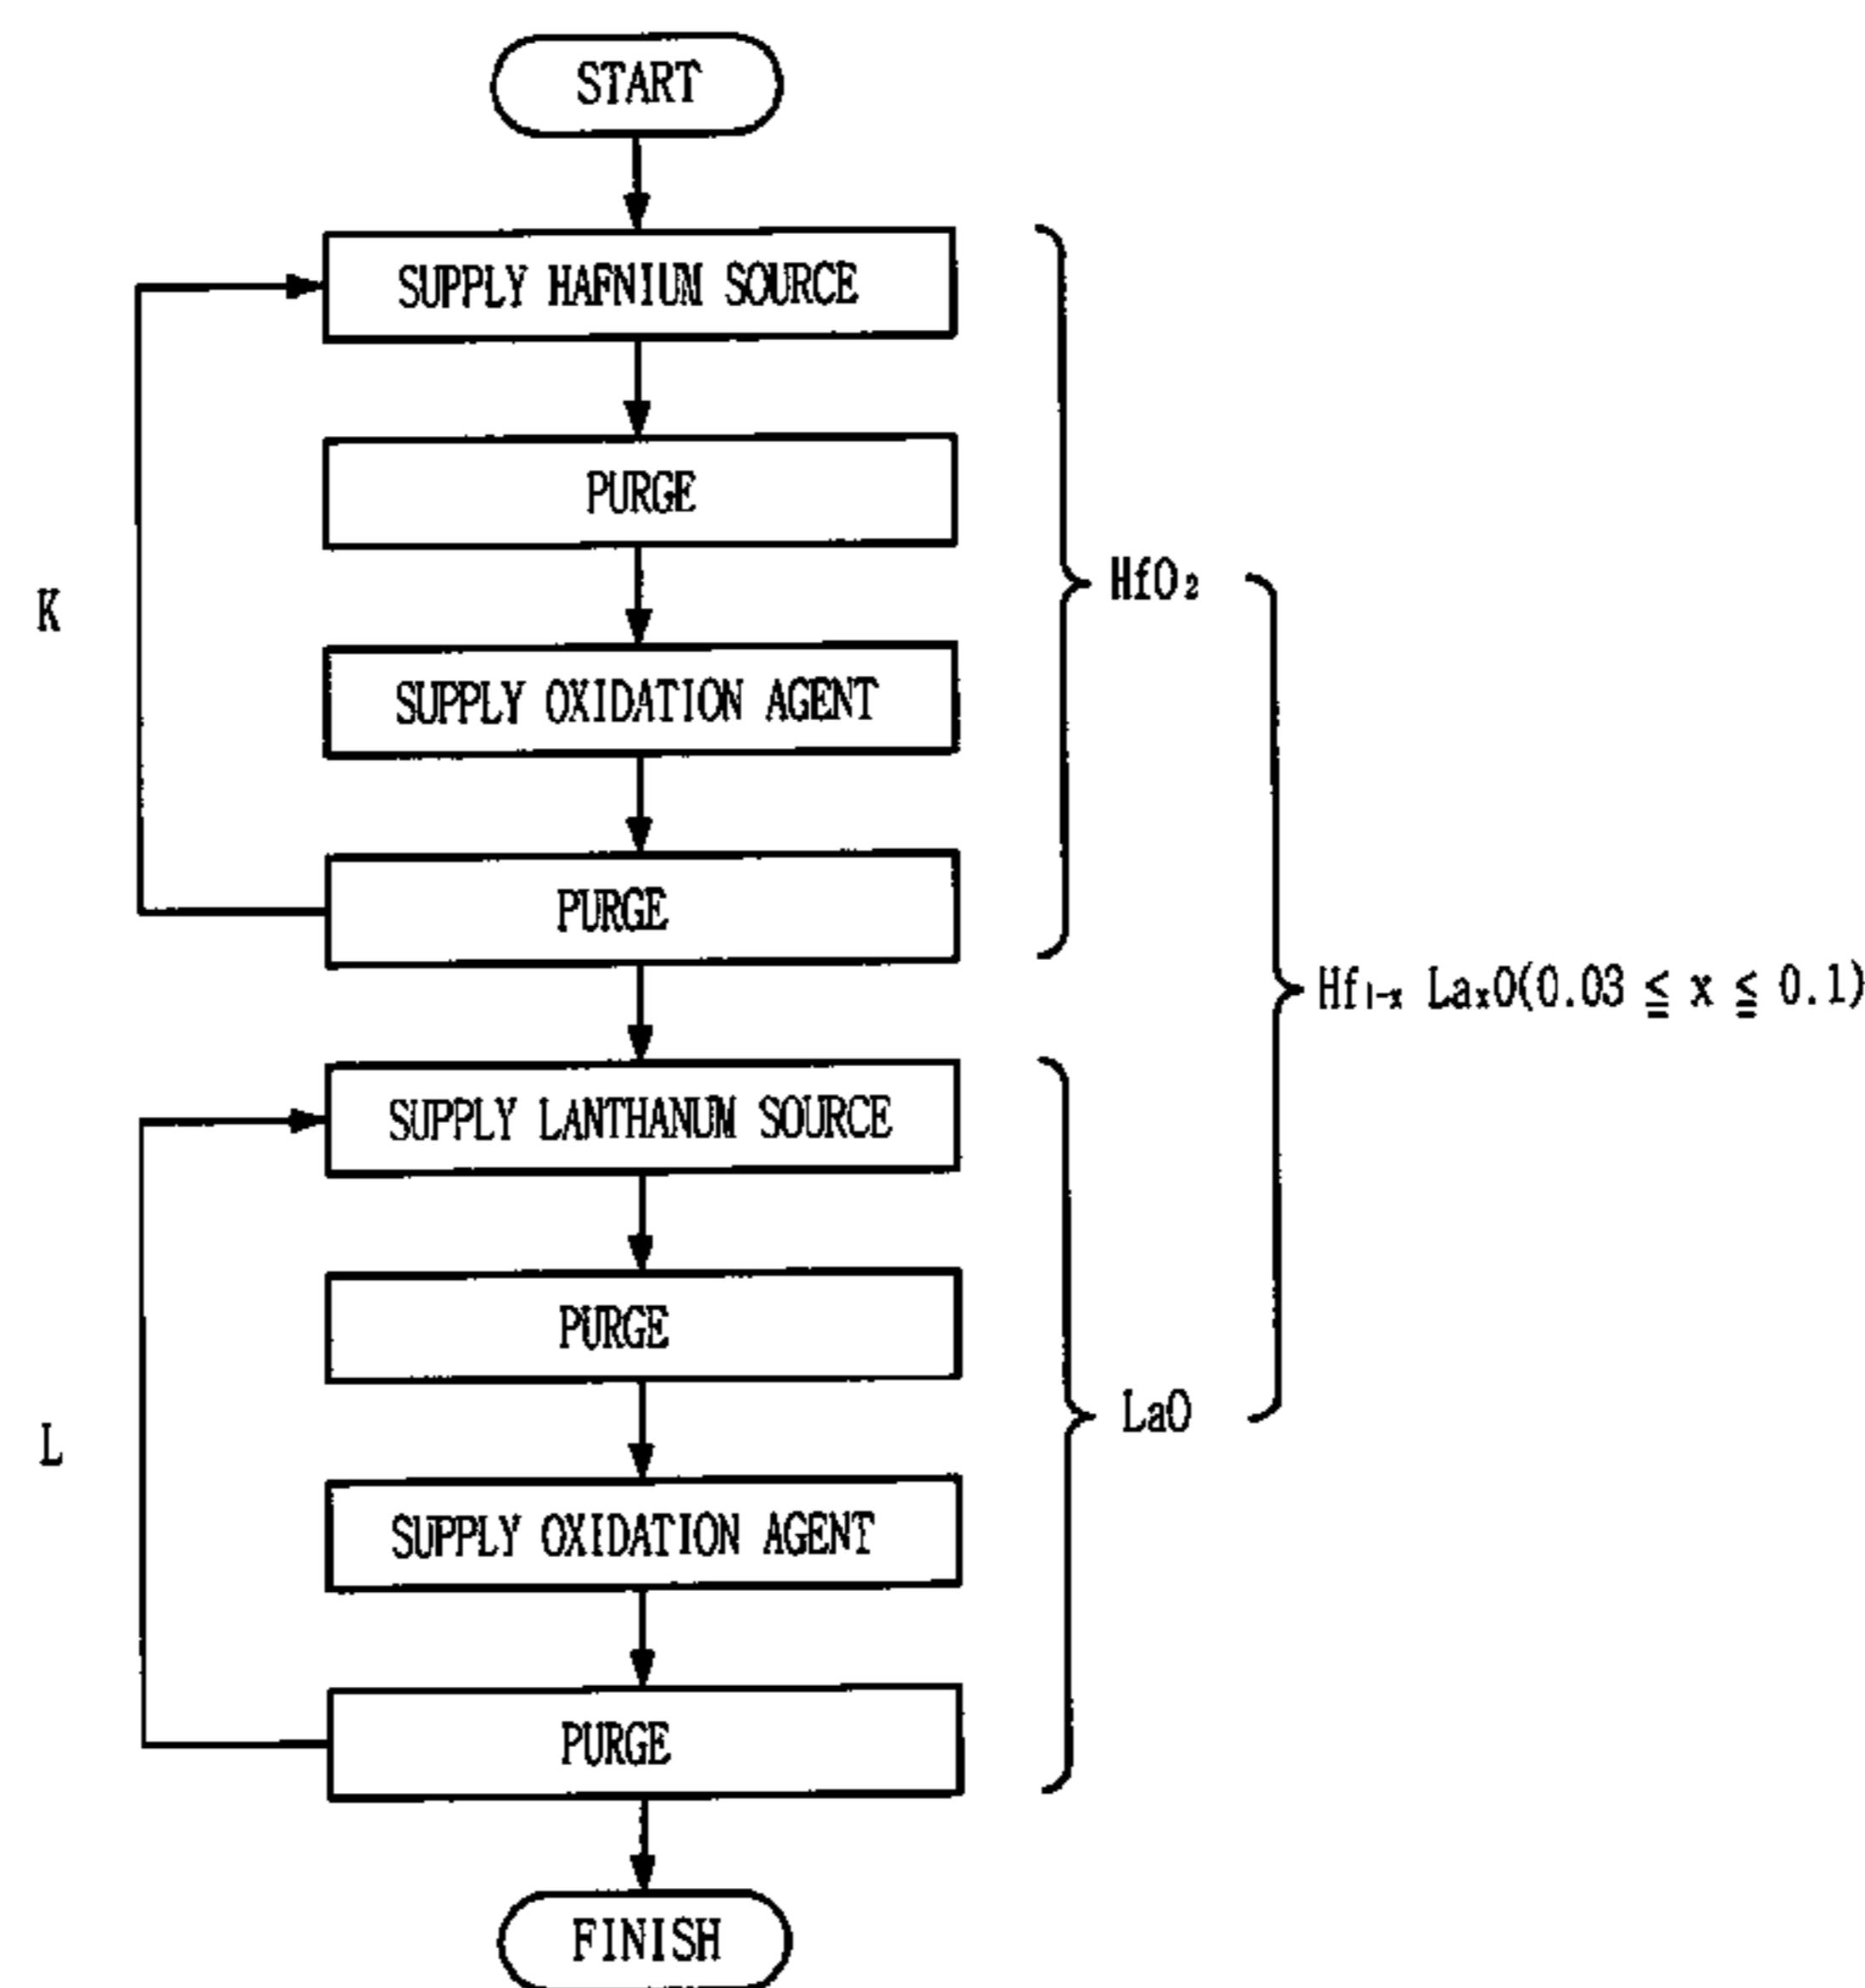 START
SUPPLY HAFNIUM SOURCE
PURGE
HfO₂
K
SUPPLY OXIDATION AGENT
PURGE
Hf₁₋ₓ LaₓO(0.03 ≦ x ≦ 0.1)
SUPPLY LANTHANUM SOURCE
PURGE
LaO
L
SUPPLY OXIDATION AGENT
PURGE
FINISH